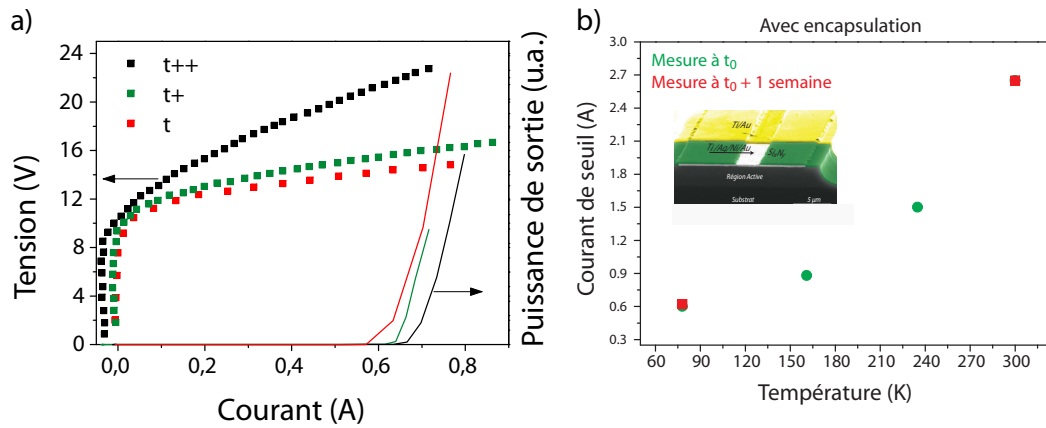 a)
24
20
16
12
8
4
0
Tension (V)
t++
t+
t
0,0
0,2
0,4
0,6
0,8
Courant (A)
Puissance de sortie (u.a.)
b)
Avec encapsulation
3.0
2.7
2.4
2.1
1.8
1.5
1.2
0.9
0.6
0.3
Courant de seuil (A)
Mesure à t0
Mesure à t0 + 1 semaine
Ti/Au
Ti/Ag/Ni/Au
Si3N4
Région Active
Substrat
5 µm
60
90
120
150
180
210
240
270
300
Température (K)